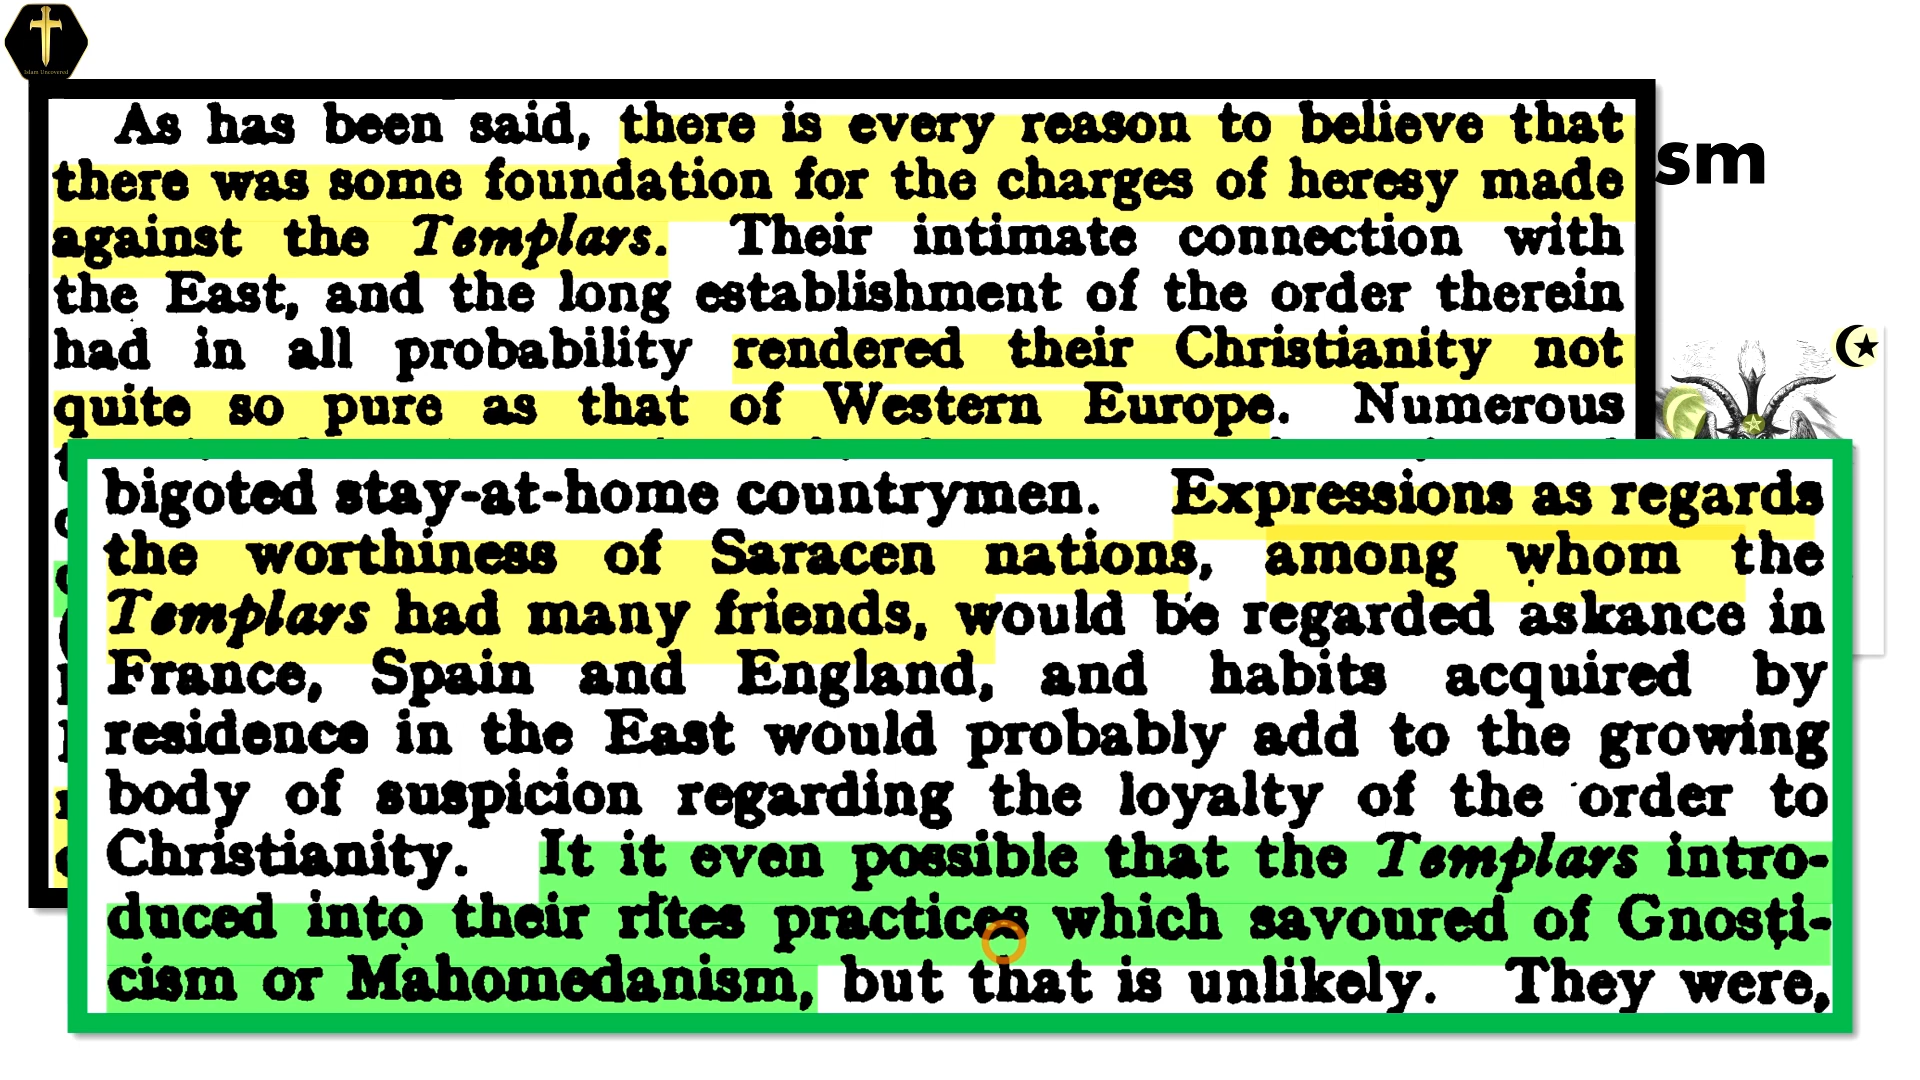 Islam Uncovered
As has been said, there is every reason to believe that
there was some foundation for the charges of heresy made
against the Templars. Their intimate connection with
the East, and the long establishment of the order therein
had in all probability rendered their Christianity not
quite so pure as that of Western Europe. Numerous
sm
bigoted stay-at-home countrymen. Expressions as regards
the worthiness of Saracen nations, among whom the
Templars had many friends, would be regarded askance in
France, Spain and England, and habits acquired by
residence in the East would probably add to the growing
body of suspicion regarding the loyalty of the order to
Christianity. It it even possible that the Templars intro-
duced into their rites practices which savoured of Gnosti-
cism or Mahomedanism, but that is unlikely. They were,